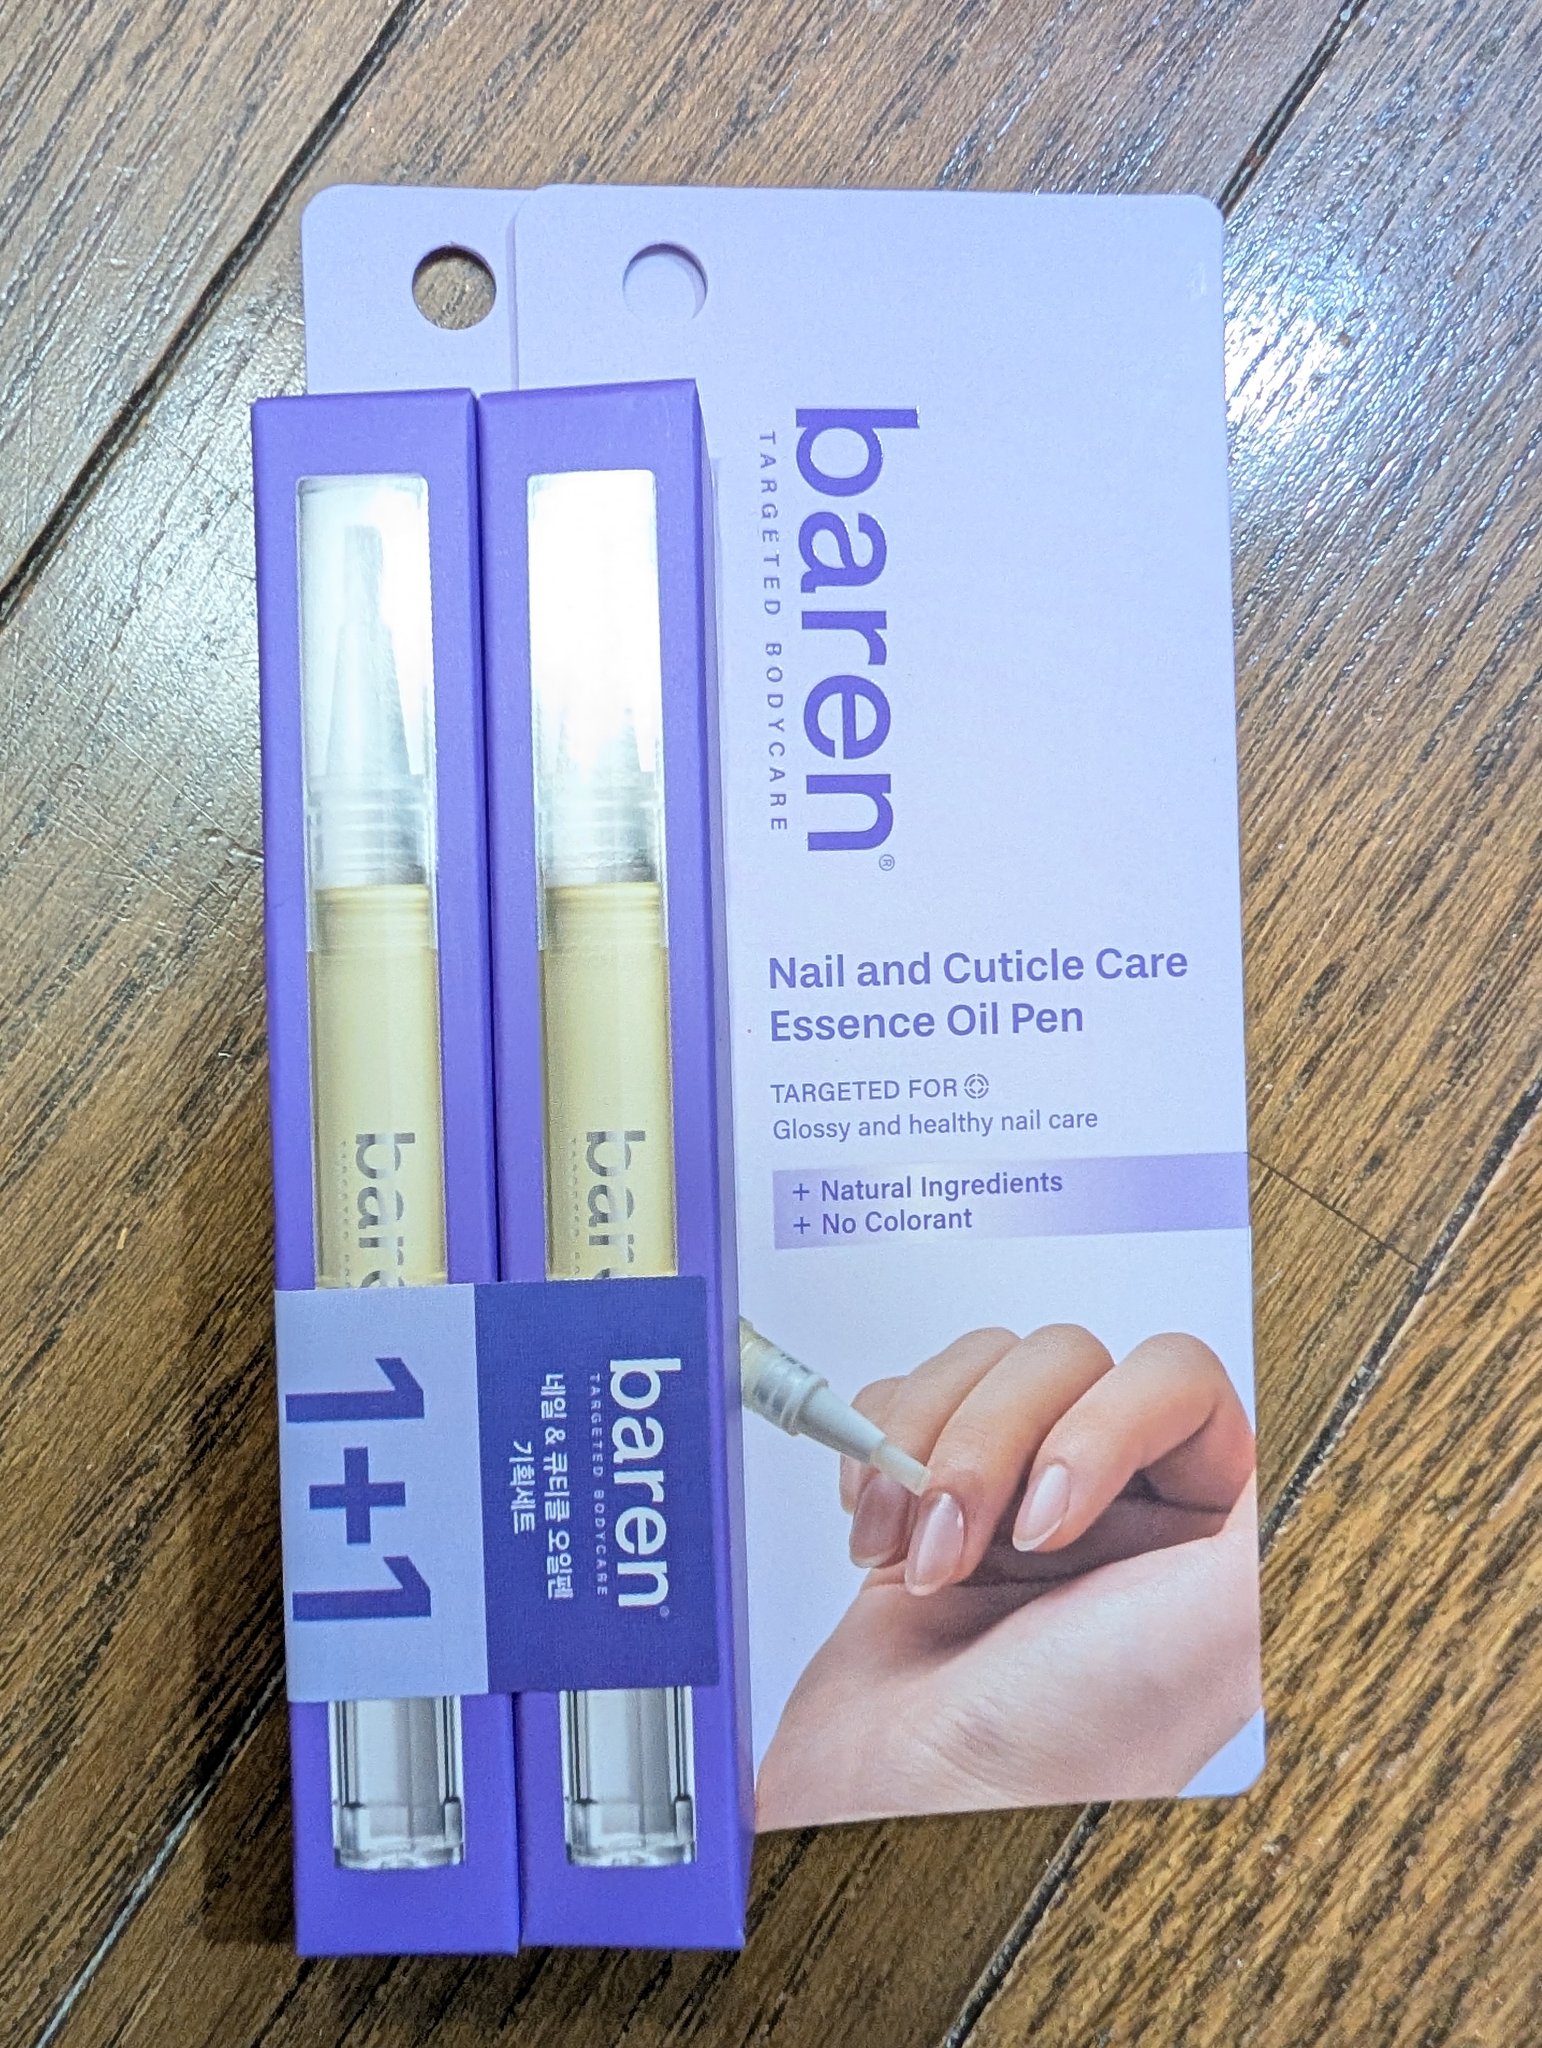 baren®
TARGETED BODYCARE
Nail and Cuticle Care
Essence Oil Pen
TARGETED FOR
Glossy and healthy nail care
+ Natural Ingredients
+ No Colorant
bare
bare
1+1
baren®
TARGETED BODYCARE
네일 & 큐티클 오일펜
기획세트